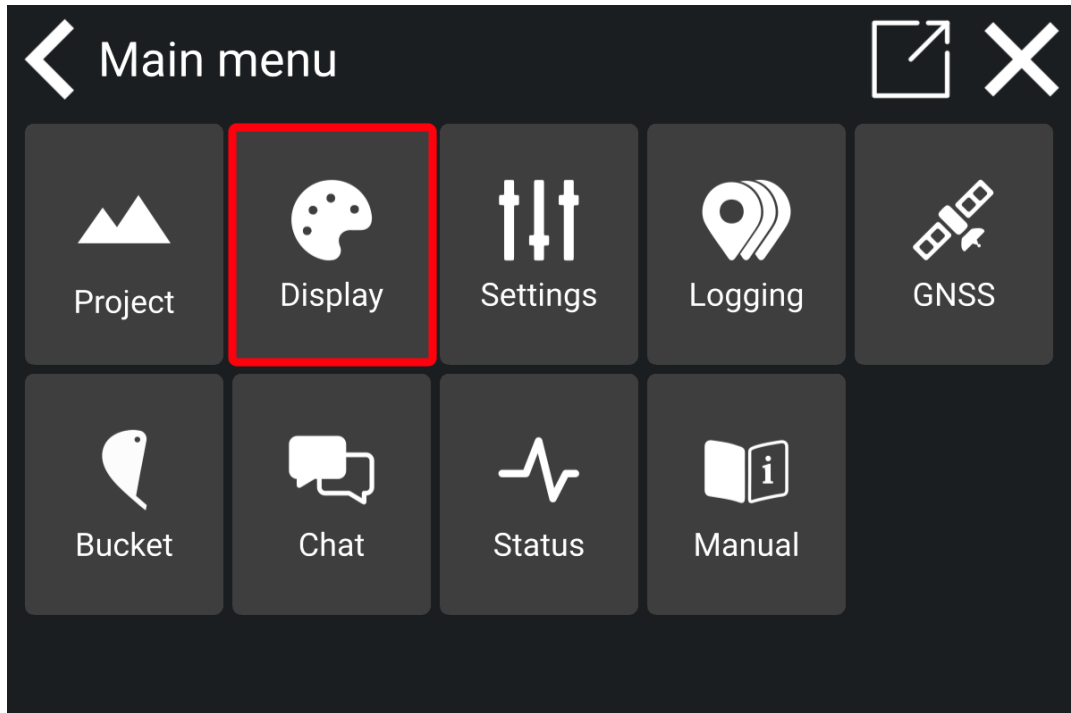 Main menu
Project
Display
Settings
Logging
GNSS
Bucket
Chat
Status
i
Manual